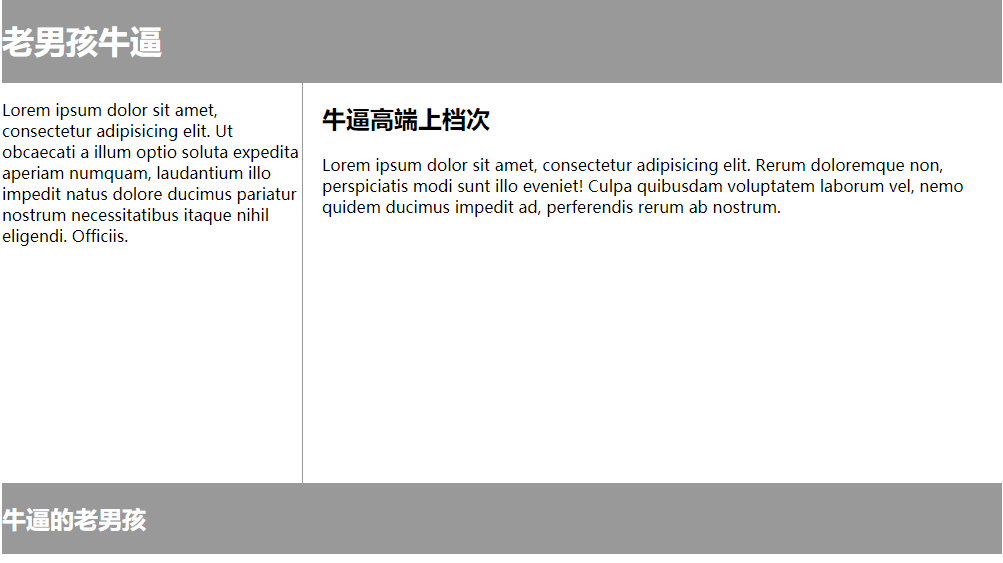 老男孩牛逼
Lorem ipsum dolor sit amet,
consectetur adipisicing elit. Ut
obcaecati a illum optio soluta expedita
aperiam numquam, laudantium illo
impedit natus dolore ducimus pariatur
nostrum necessitatibus itaque nihil
eligendi. Officiis.
牛逼高端上档次
Lorem ipsum dolor sit amet, consectetur adipisicing elit. Rerum doloremque non,
perspiciatis modi sunt illo eveniet! Culpa quibusdam voluptatem laborum vel, nemo
quidem ducimus impedit ad, perferendis rerum ab nostrum.
牛逼的老男孩